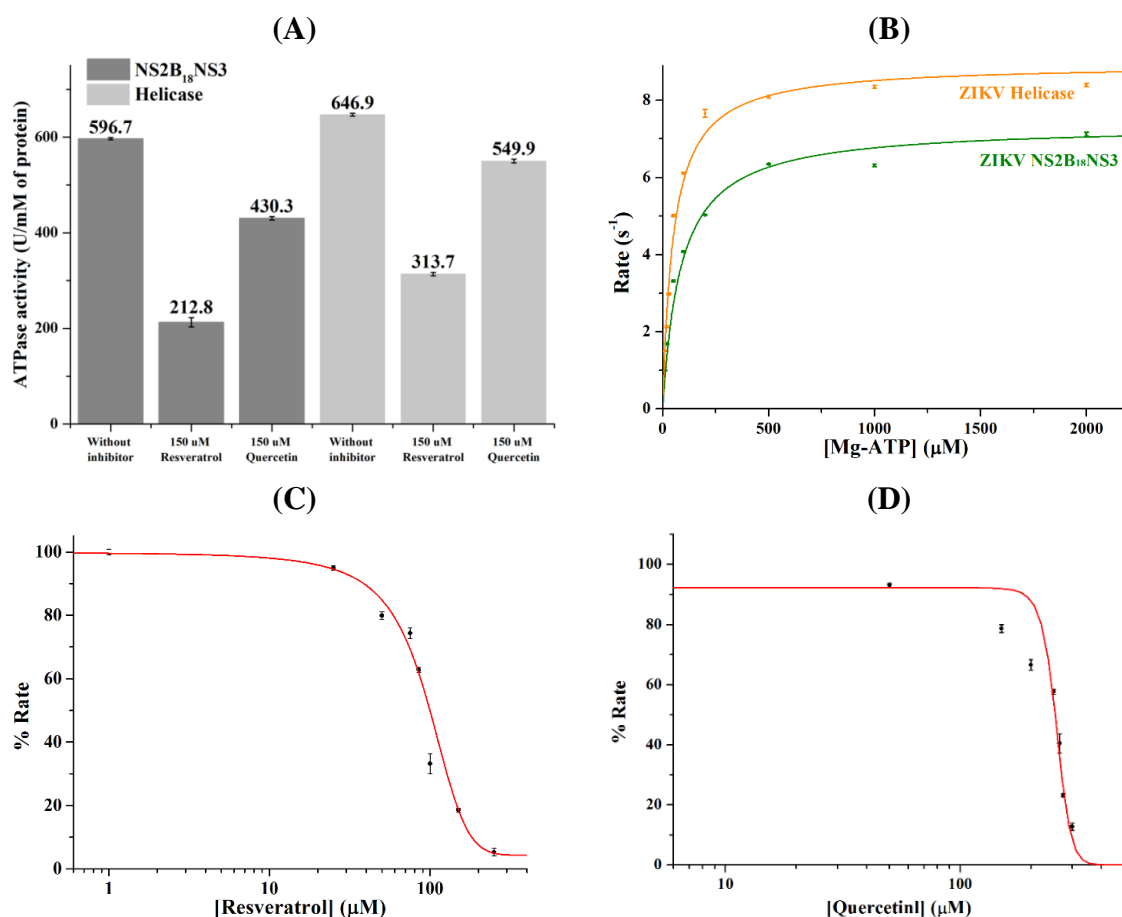 (A)
NS2B18NS3
Helicase
596.7
212.8
430.3
646.9
313.7
549.9
600
400
200
0
ATPase activity (U/mM of protein)
Without inhibitor
150 uM Resveratrol
150 uM Quercetin
Without inhibitor
150 uM Resveratrol
150 uM Quercetin
(B)
ZIKV Helicase
ZIKV NS2B18NS3
8
6
4
2
0
Rate (s-1)
0 500 1000 1500 2000
[Mg-ATP] (μM)
(C)
100
80
60
40
20
0
% Rate
1 10 100
[Resveratrol] (μM)
(D)
100
80
60
40
20
0
% Rate
10 100
[Quercetinl] (μM)